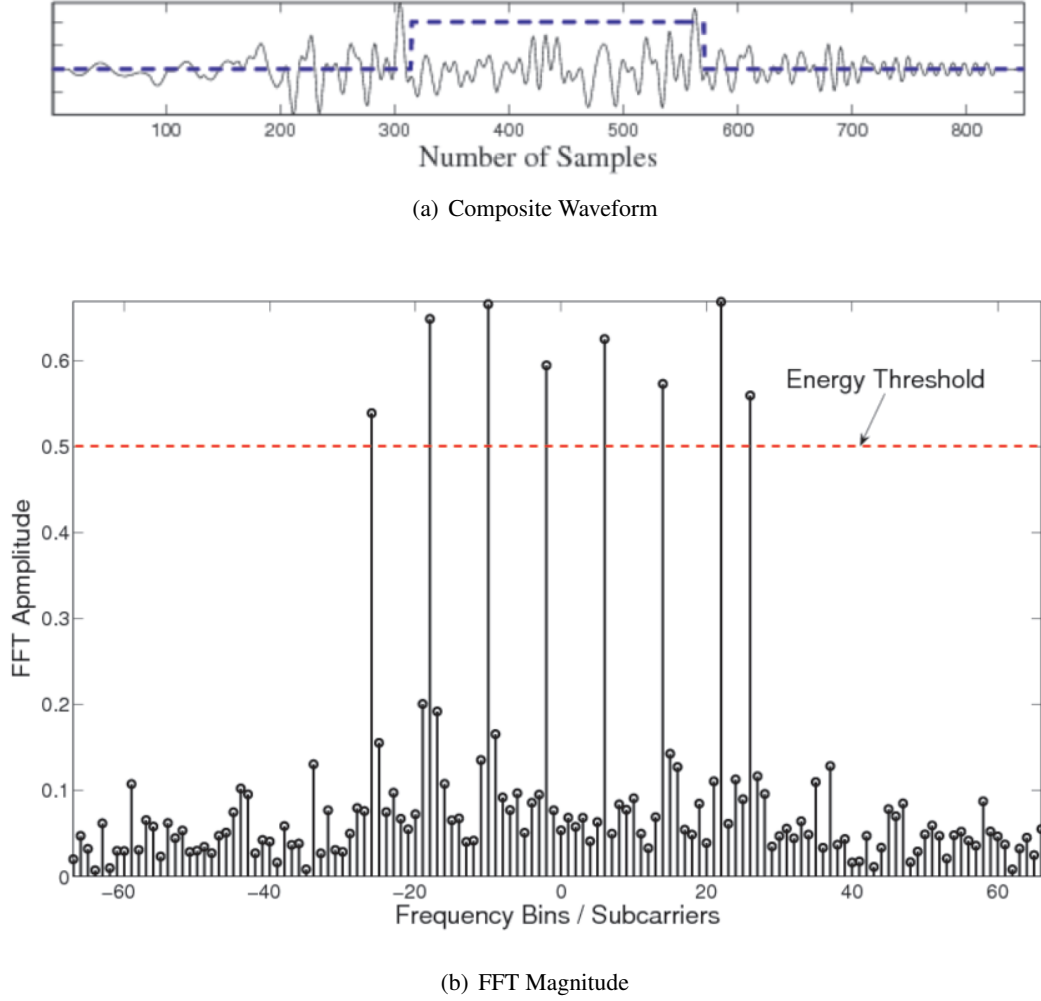 100 200 300 400 500 600 700 800
Number of Samples
(a) Composite Waveform
0.6
Energy Threshold
0.5
0.4
0.3
0.2
0.1
0
FFT Apmplitude
−60 −40 −20 0 20 40 60
Frequency Bins / Subcarriers
(b) FFT Magnitude